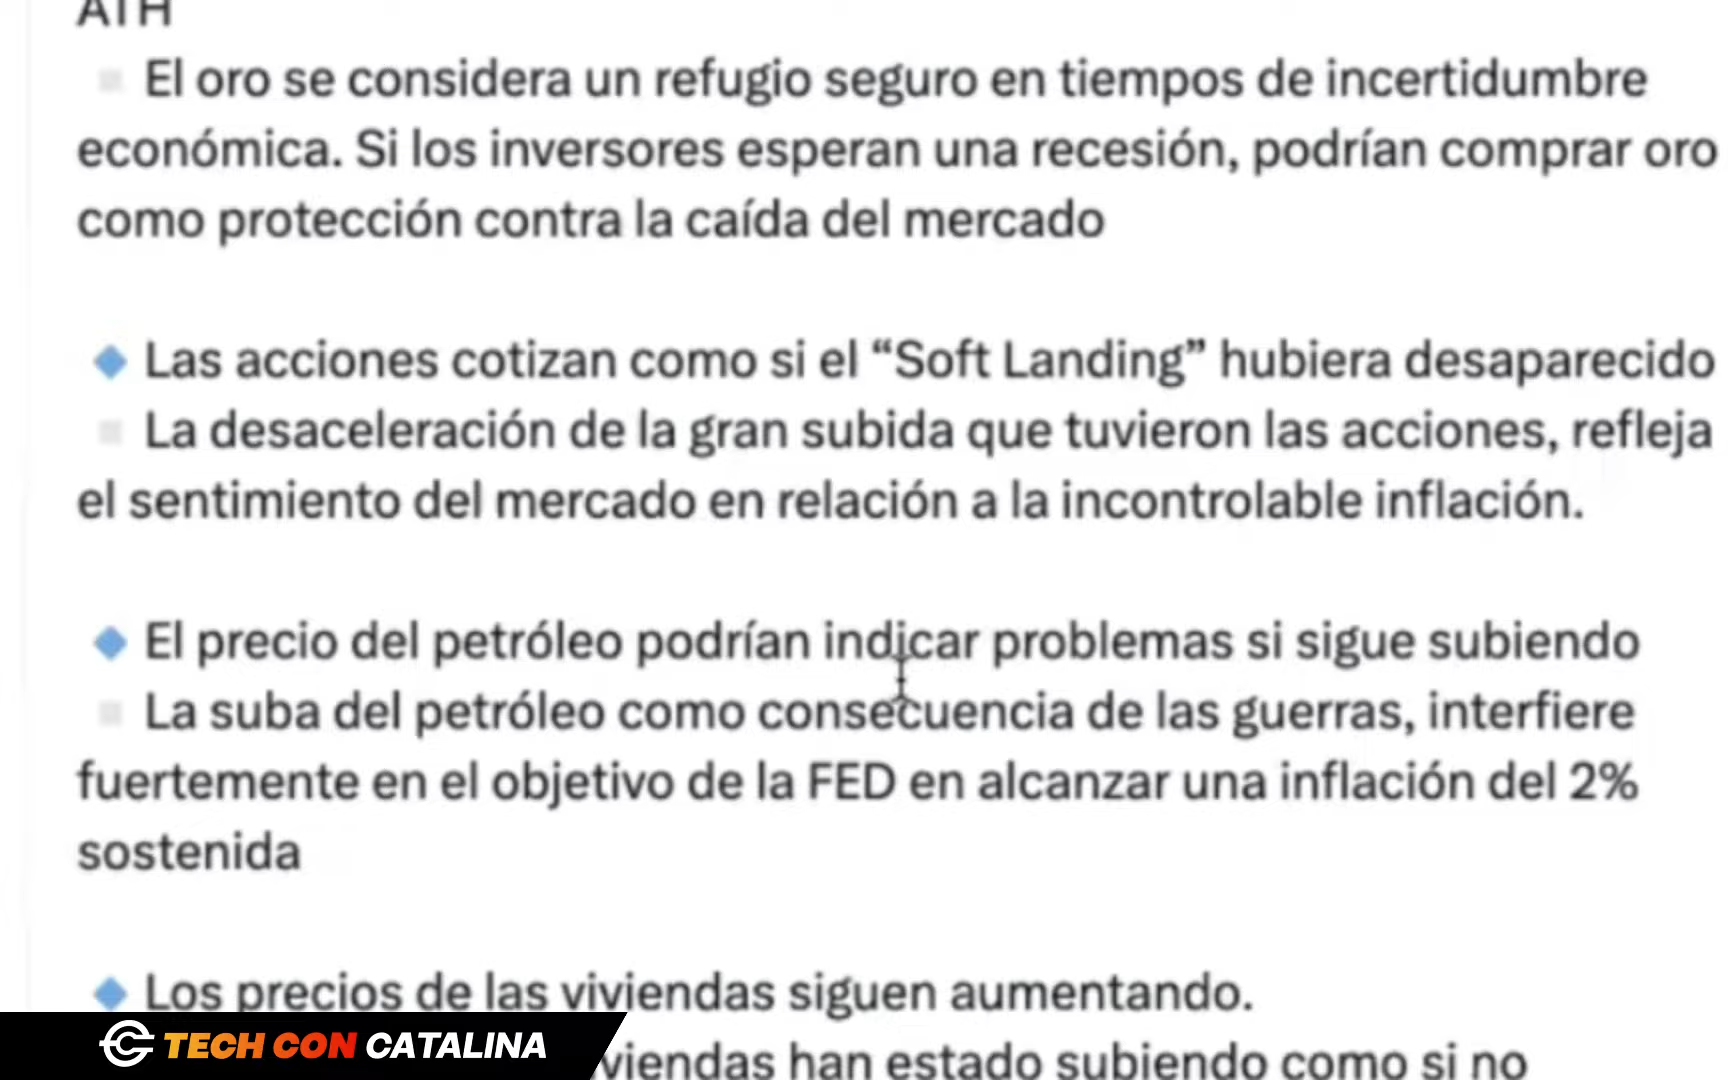 ATH
El oro se considera un refugio seguro en tiempos de incertidumbre
económica. Si los inversores esperan una recesión, podrían comprar oro
como protección contra la caída del mercado
Las acciones cotizan como si el “Soft Landing” hubiera desaparecido
La desaceleración de la gran subida que tuvieron las acciones, refleja
el sentimiento del mercado en relación a la incontrolable inflación.
El precio del petróleo podrían indicar problemas si sigue subiendo
La suba del petróleo como consecuencia de las guerras, interfiere
fuertemente en el objetivo de la FED en alcanzar una inflación del 2%
sostenida
Los precios de las viviendas siguen aumentando.
viendas han estado subiendo como si no
TECH CON CATALINA